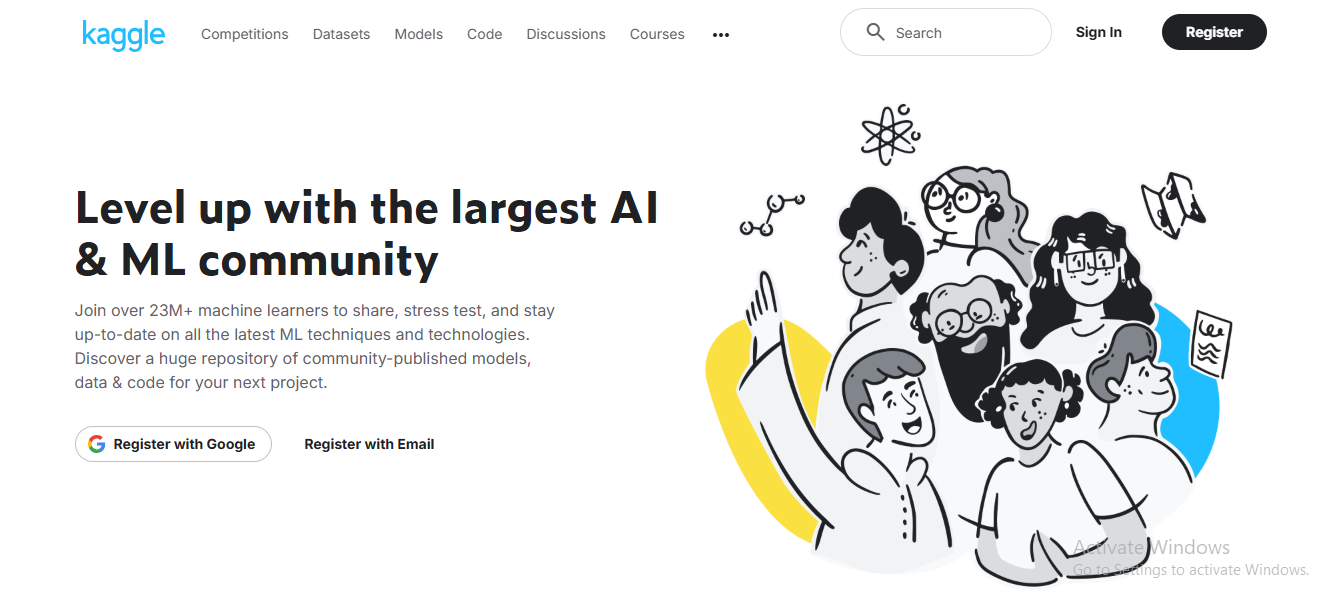 kaggle
Competitions Datasets Models Code Discussions Courses •••
Search
Sign In
Register
Level up with the largest AI
& ML community
Join over 23M+ machine learners to share, stress test, and stay
up-to-date on all the latest ML techniques and technologies.
Discover a huge repository of community-published models,
data & code for your next project.
Register with Google
Register with Email
Activate Windows
Go to Settings to activate Windows.